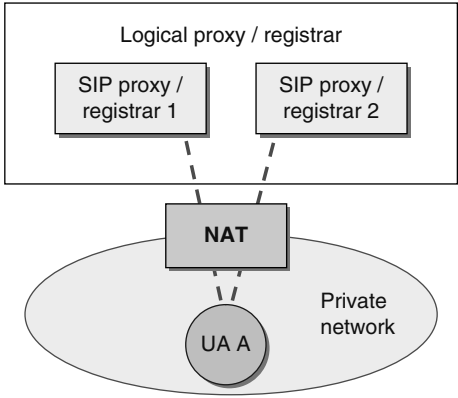 Logical proxy / registrar
SIP proxy /
registrar 1
SIP proxy /
registrar 2
NAT
Private
network
UA A